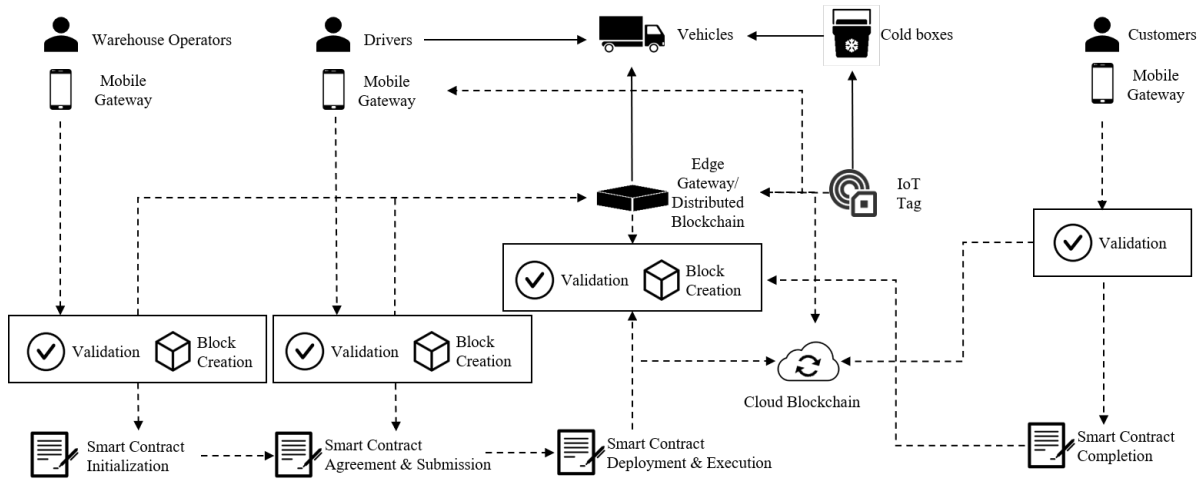 Warehouse Operators
Drivers
Vehicles
Cold boxes
Customers
Mobile
Gateway
Mobile
Gateway
Mobile
Gateway
Edge
Gateway/
Distributed
Blockchain
IoT
Tag
Validation
Validation
Block
Creation
Validation
Block
Creation
Validation
Block
Creation
Cloud Blockchain
Smart Contract
Initialization
Smart Contract
Agreement & Submission
Smart Contract
Deployment & Execution
Smart Contract
Completion